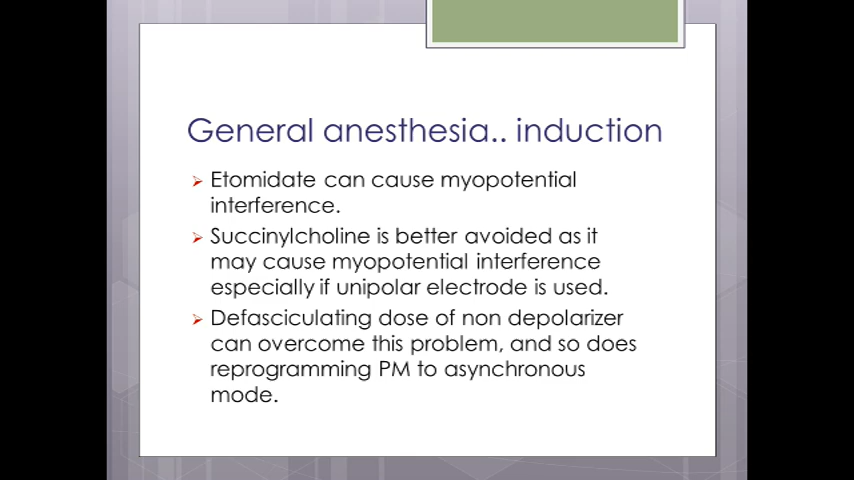 General anesthesia.. induction
Etomidate can cause myopotential
interference.
Succinylcholine is better avoided as it
may cause myopotential interference
especially if unipolar electrode is used.
Defasciculating dose of non depolarizer
can overcome this problem, and so does
reprogramming PM to asynchronous
mode.